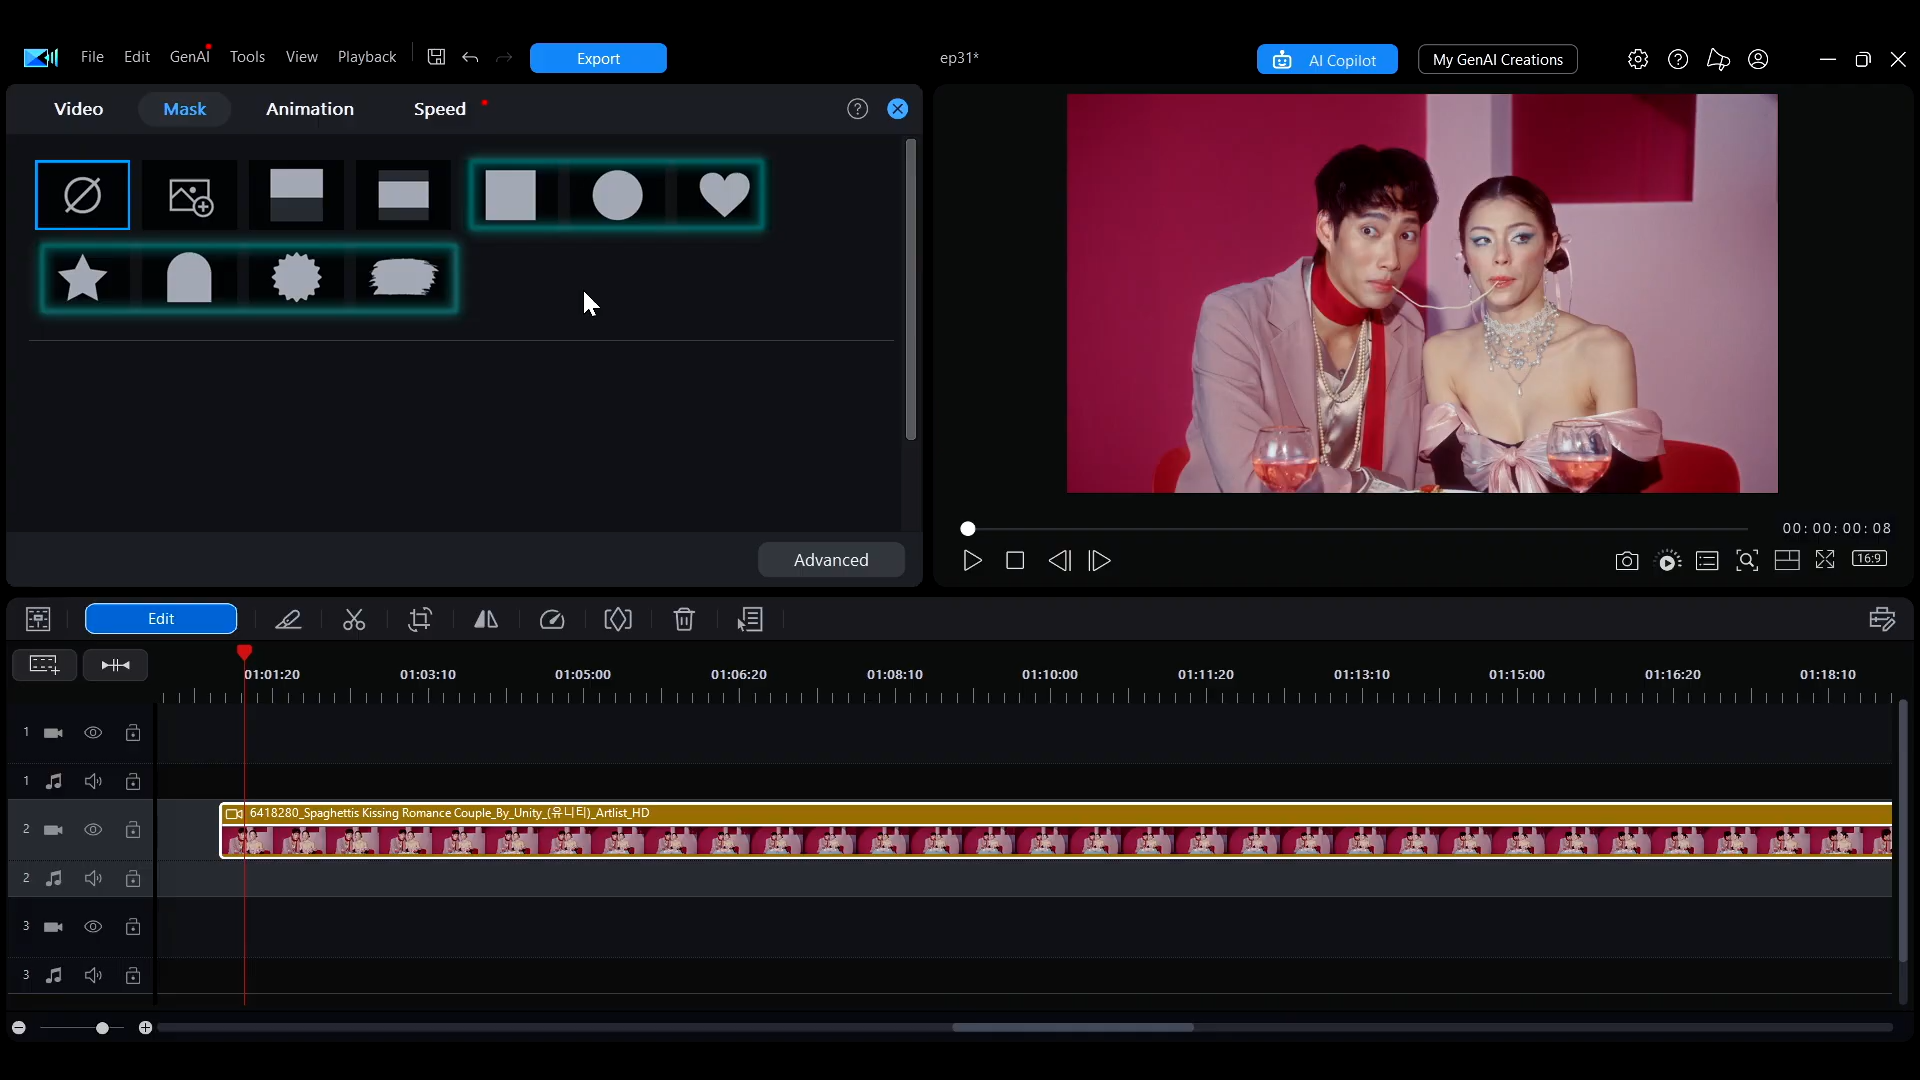 File Edit GenAI Tools View Playback Export ep31* AI Copilot My GenAI Creations
Video Mask Animation Speed
00:00:00:08
16:9
Advanced
Edit
01:01:20 01:03:10 01:05:00 01:06:20 01:08:10 01:10:00 01:11:20 01:13:10 01:15:00 01:16:20 01:18:10
1
1
6418280_Spaghettis Kissing Romance Couple_By_Unity_(유니티)_Artlist_HD
2
2
3
3